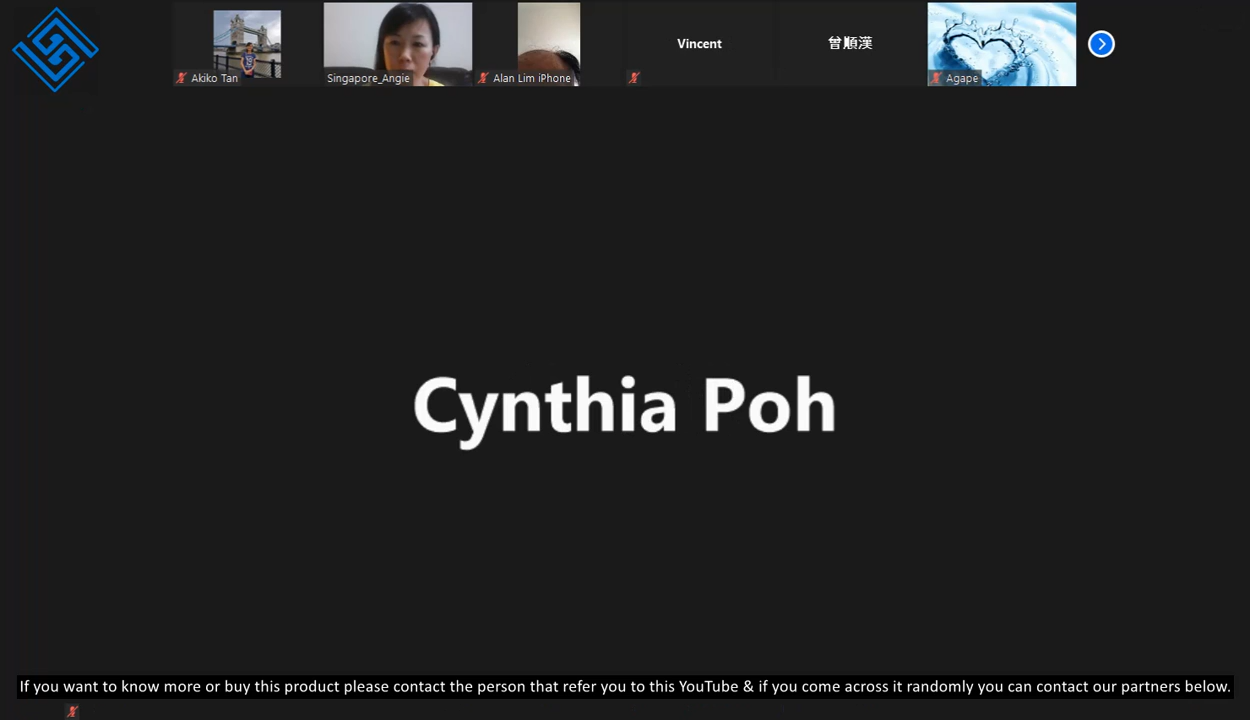 Akiko Tan
Singapore_Angie
Alan Lim iPhone
Vincent
曾順漢
Agape
Cynthia Poh
If you want to know more or buy this product please contact the person that refer you to this YouTube & if you come across it randomly you can contact our partners below.